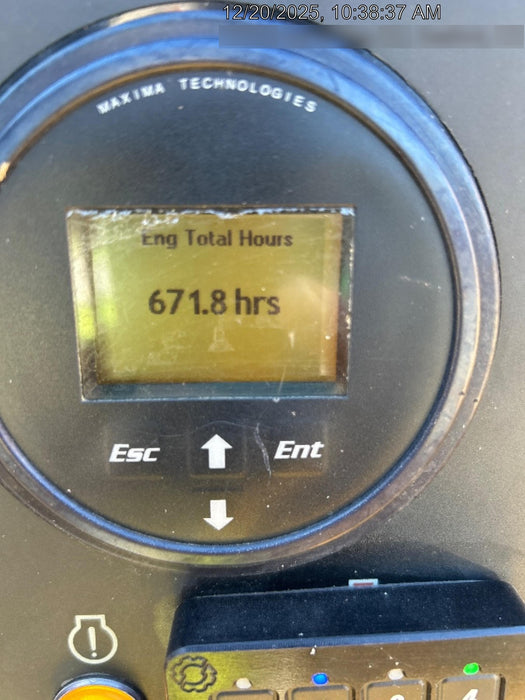 12/20/2025, 10:38:37 AM
MAXIMA TECHNOLOGIES
Eng Total Hours
671.8 hrs
Esc
Ent